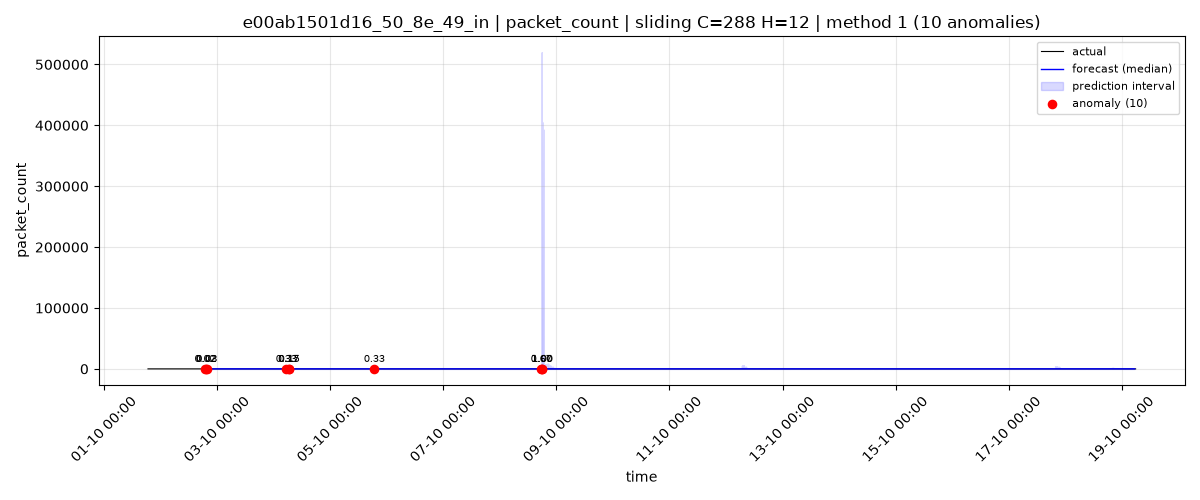 e00ab1501d16_50_8e_49_in | packet_count | sliding C=288 H=12 | method 1 (10 anomalies)
actual
forecast (median)
prediction interval
anomaly (10)
packet_count
500000
400000
300000
200000
100000
0
0.33
01-10 00:00
03-10 00:00
05-10 00:00
07-10 00:00
09-10 00:00
11-10 00:00
13-10 00:00
15-10 00:00
17-10 00:00
19-10 00:00
time